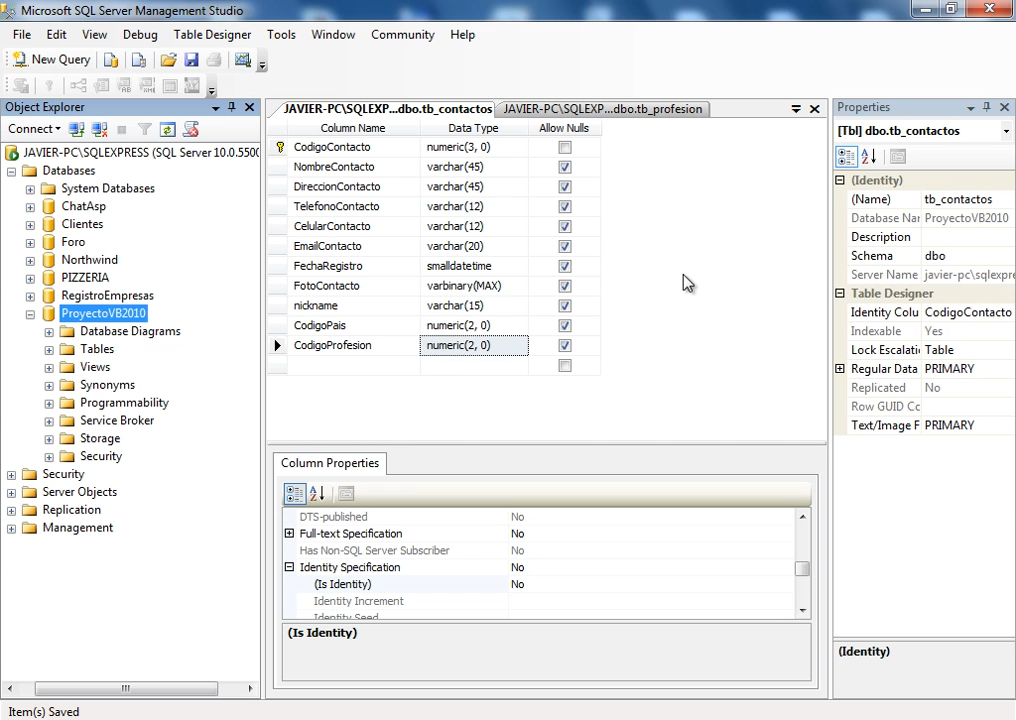 Microsoft SQL Server Management Studio
File Edit View Debug Table Designer Tools Window Community Help
New Query
Object Explorer
Connect
JAVIER-PC\SQLEXPRESS (SQL Server 10.0.5500
Databases
System Databases
ChatAsp
Clientes
Foro
Northwind
PIZZERIA
RegistroEmpresas
ProyectoVB2010
Database Diagrams
Tables
Views
Synonyms
Programmability
Service Broker
Storage
Security
Security
Server Objects
Replication
Management
JAVIER-PC\SQLEXP...dbo.tb_contactos JAVIER-PC\SQLEXP...dbo.tb_profesion
Column Name Data Type Allow Nulls
CodigoContacto numeric(3, 0)
NombreContacto varchar(45)
DireccionContacto varchar(45)
TelefonoContacto varchar(12)
CelularContacto varchar(12)
EmailContacto varchar(20)
FechaRegistro smalldatetime
FotoContacto varbinary(MAX)
nickname varchar(15)
CodigoPais numeric(2, 0)
CodigoProfesion numeric(2, 0)
Column Properties
DTS-published No
Full-text Specification No
Has Non-SQL Server Subscriber No
Identity Specification No
(Is Identity) No
Identity Increment
Identity Seed
(Is Identity)
Properties
[Tbl] dbo.tb_contactos
(Identity)
(Name) tb_contactos
Database Nar ProyectoVB2010
Description
Schema dbo
Server Name javier-pc\sqlexpre
Table Designer
Identity Colu CodigoContacto
Indexable Yes
Lock Escalati Table
Regular Data PRIMARY
Replicated No
Row GUID Cc
Text/Image F PRIMARY
(Identity)
Item(s) Saved